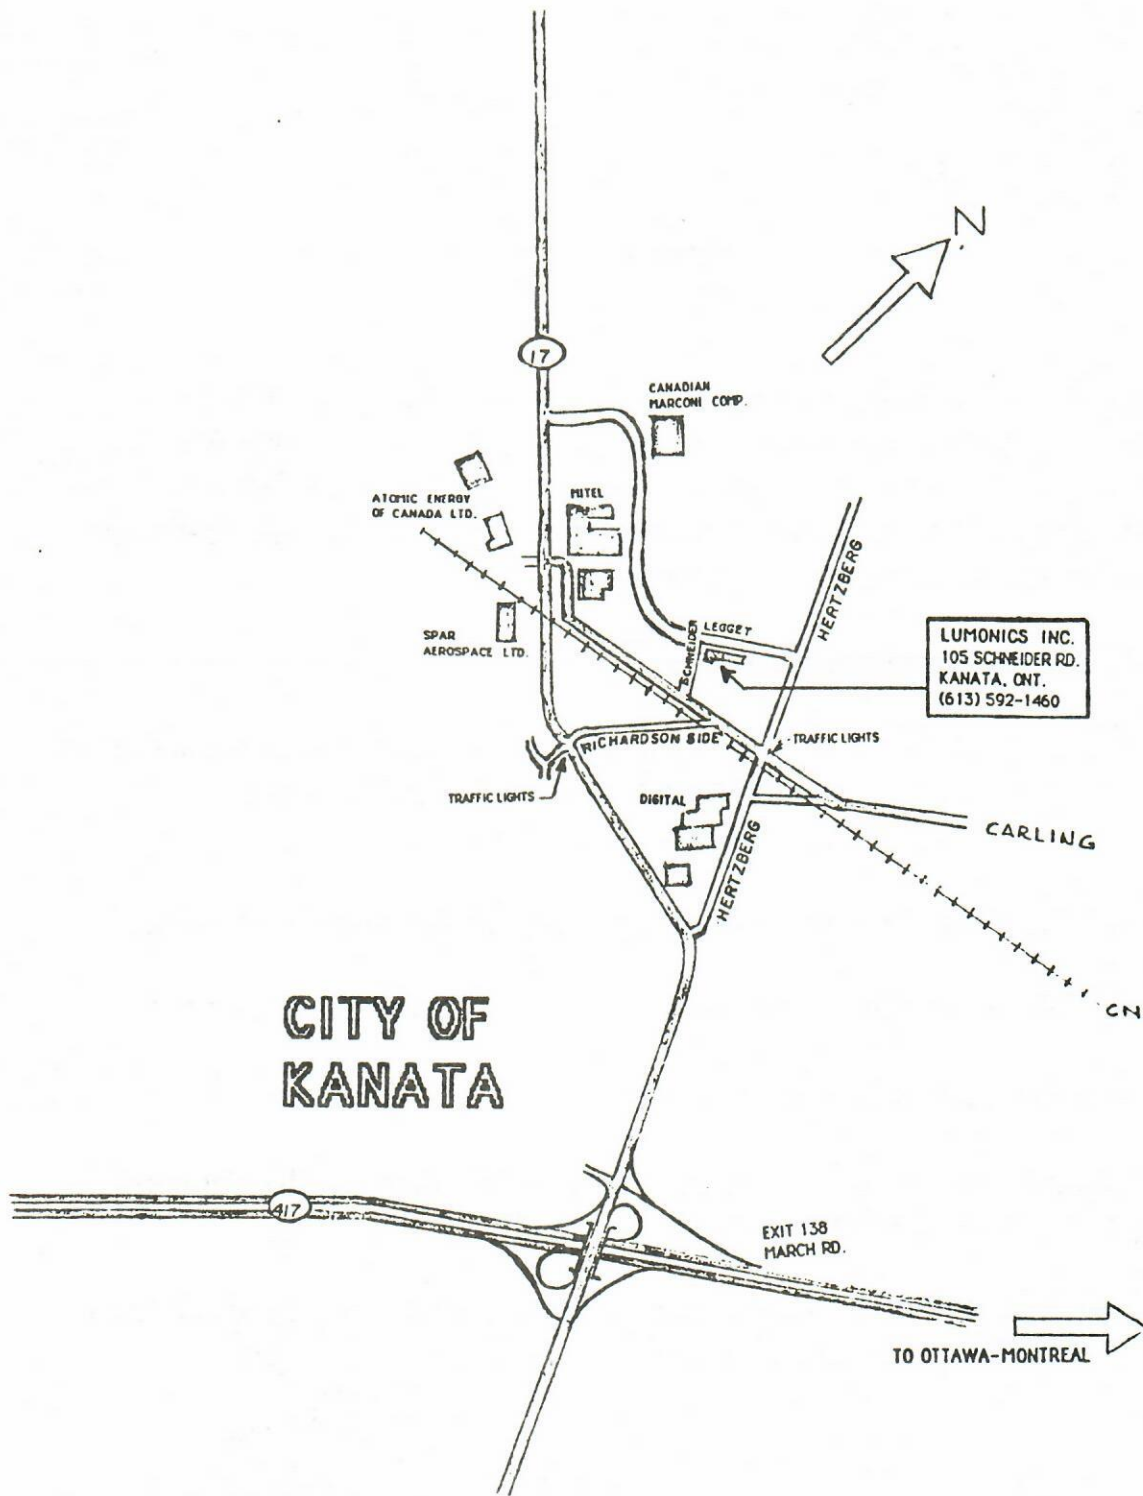 N
17
CANADIAN
MARCONI COMP.
ATOMIC ENERGY
OF CANADA LTD.
MITEL
HERTZBERG
SPAR
AEROSPACE LTD.
SCHNEIDER
LEGGET
LUMONICS INC.
105 SCHNEIDER RD.
KANATA, ONT.
(613) 592-1460
RICHARDSON SIDE
TRAFFIC LIGHTS
TRAFFIC LIGHTS
DIGITAL
HERTZBERG
CARLING
CN
CITY OF
KANATA
417
EXIT 138
MARCH RD.
TO OTTAWA-MONTREAL